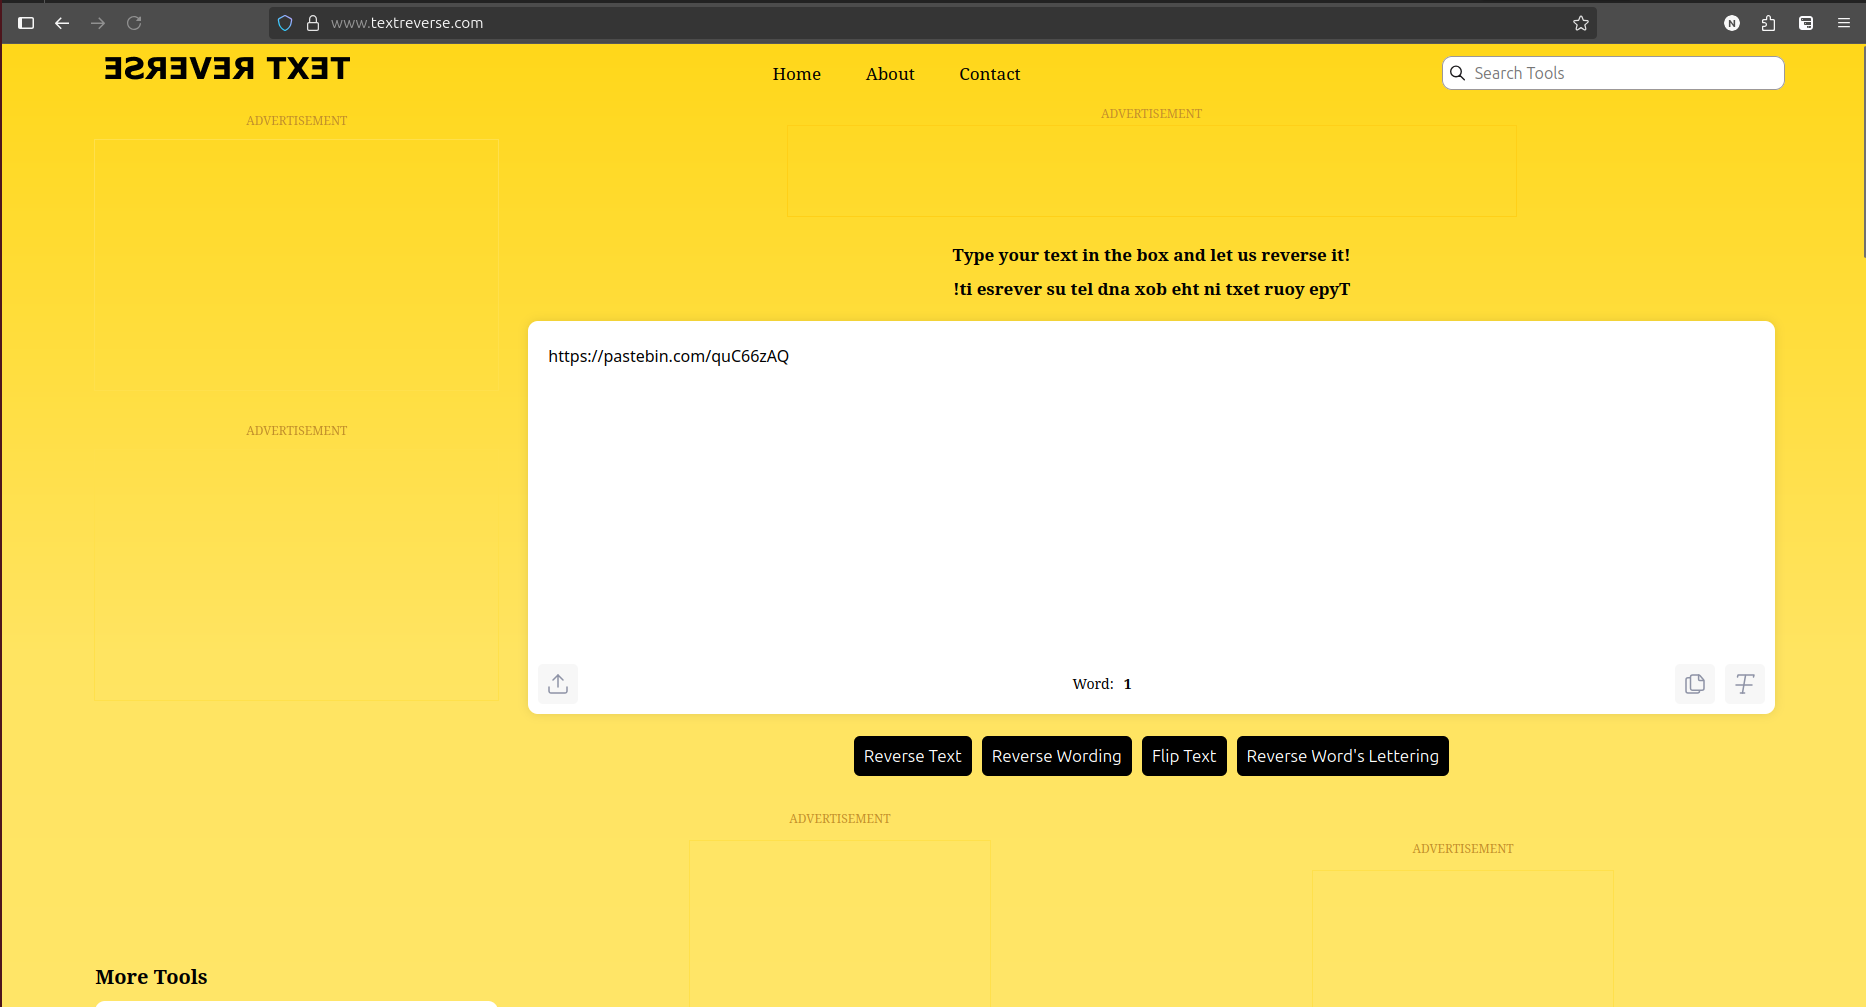 www.textreverse.com
TEXT REVERSE
Home About Contact
Search Tools
ADVERTISEMENT
ADVERTISEMENT
Type your text in the box and let us reverse it!
!ti esrever su tel dna xob eht ni txet ruoy epyT
https://pastebin.com/quC66zAQ
ADVERTISEMENT
Word: 1
Reverse Text Reverse Wording Flip Text Reverse Word's Lettering
ADVERTISEMENT
ADVERTISEMENT
More Tools